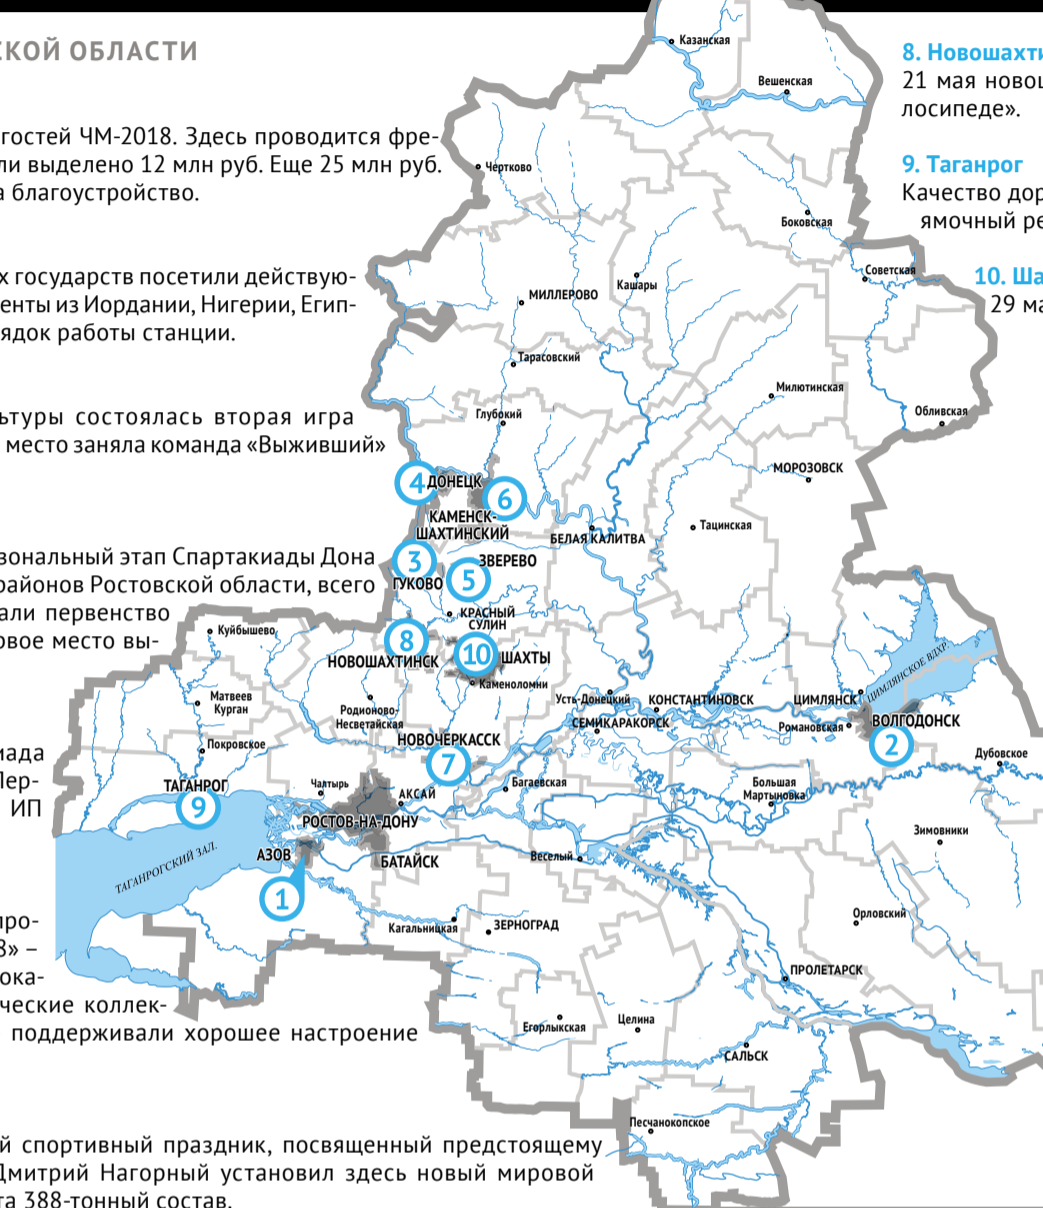 СКОЙ ОБЛАСТИ
гостей ЧМ-2018. Здесь проводится фре-
ли выделено 12 млн руб. Еще 25 млн руб.
а благоустройство.
х государств посетили действую-
енты из Иордании, Нигерии, Егип-
ядок работы станции.
ьтуры состоялась вторая игра
место заняла команда «Выживший»
зональный этап Спартакиады Дона
районов Ростовской области, всего
али первенство
рвое место вы-
иада
Пер-
ИП
про-
8» –
ока-
ческие коллек-
поддерживали хорошее настроение
й спортивный праздник, посвященный предстоящему
Дмитрий Нагорный установил здесь новый мировой
та 388-тонный состав.
8. Новошахти
21 мая новош
лосипеде».
9. Таганрог
Качество дор
ямочный ре
10. Ша
29 ма
Казанская
Вешенская
Чертково
Боковская
Советская
Кашары
МИЛЛЕРОВО
Тарасовский
Милютинская
Обливская
Глубокий
МОРОЗОВСК
4
ДОНЕЦК
6
КАМЕНСК-
ШАХТИНСКИЙ
Тацинская
БЕЛАЯ КАЛИТВА
3
ГУКОВО
ЗВЕРЕВО
5
КРАСНЫЙ
СУЛИН
Куйбышево
8
НОВОШАХТИНСК
10
ШАХТЫ
Каменоломни
ЦИМЛЯНСКОЕ ВДХР.
Матвеев
Курган
Родионово-
Несветайская
Усть-Донецкий
КОНСТАНТИНОВСК
ЦИМЛЯНСК
СЕМИКАРАКОРСК
Романовская
ВОЛГОДОНСК
2
Покровское
НОВОЧЕРКАССК
7
Дубовское
ТАГАНРОГ
9
Чалтырь
АКСАЙ
Багаевская
Большая
Мартыновка
РОСТОВ-НА-ДОНУ
Зимовники
ТАГАНРОГСКИЙ ЗАЛ.
АЗОВ
БАТАЙСК
Веселый
1
Кагальницкая
ЗЕРНОГРАД
Орловский
ПРОЛЕТАРСК
Егорлыкская
Целина
САЛЬСК
Песчанокопское